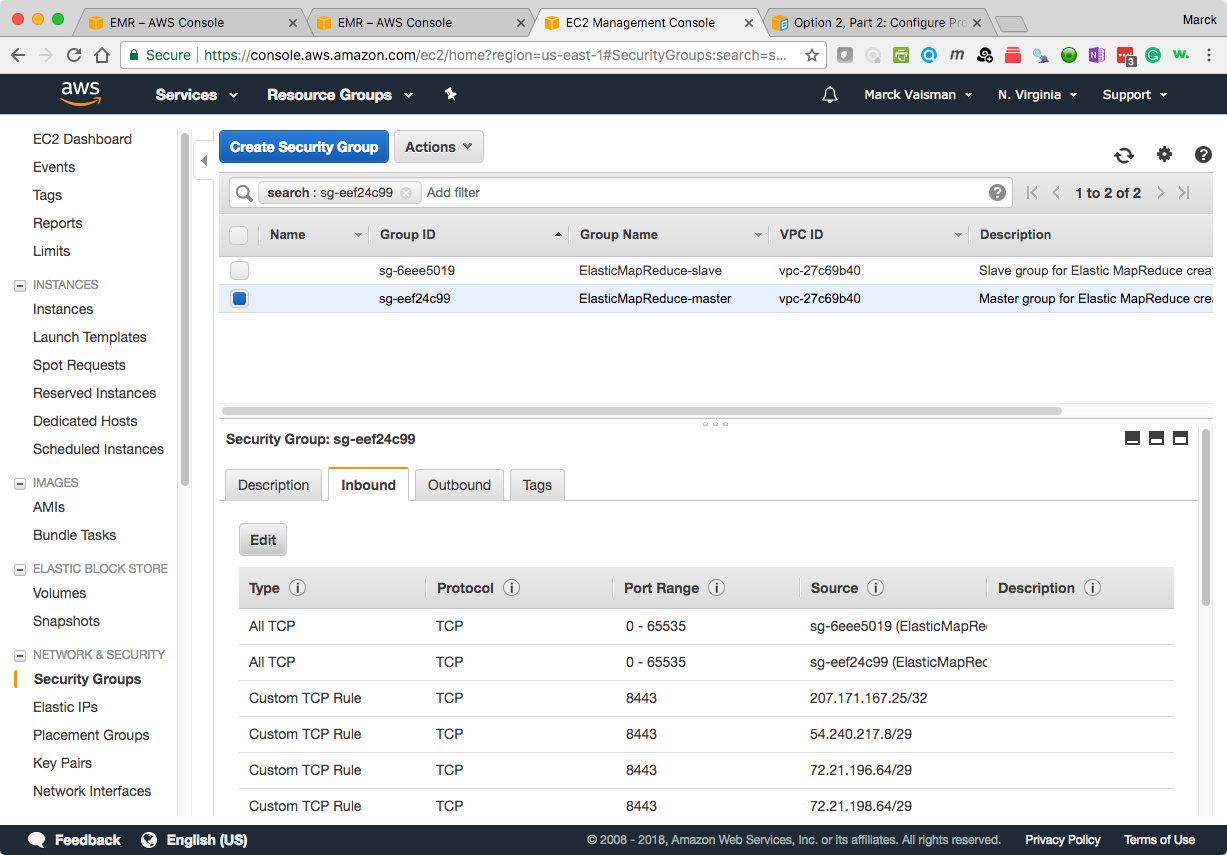 EMR – AWS Console
EMR – AWS Console
EC2 Management Console
Option 2, Part 2: Configure Pro
Marck
Secure
https://console.aws.amazon.com/ec2/home?region=us-east-1#SecurityGroups:search=s...
m
3
G
w.
aws
Services
Resource Groups
Marck Vaisman
N. Virginia
Support
EC2 Dashboard
Events
Tags
Reports
Limits
INSTANCES
Instances
Launch Templates
Spot Requests
Reserved Instances
Dedicated Hosts
Scheduled Instances
IMAGES
AMIs
Bundle Tasks
ELASTIC BLOCK STORE
Volumes
Snapshots
NETWORK & SECURITY
Security Groups
Elastic IPs
Placement Groups
Key Pairs
Network Interfaces
Create Security Group
Actions
search : sg-eef24c99
Add filter
1 to 2 of 2
Name Group ID Group Name VPC ID Description
sg-6eee5019 ElasticMapReduce-slave vpc-27c69b40 Slave group for Elastic MapReduce crea
sg-eef24c99 ElasticMapReduce-master vpc-27c69b40 Master group for Elastic MapReduce cre
Security Group: sg-eef24c99
Description Inbound Outbound Tags
Edit
Type Protocol Port Range Source Description
All TCP TCP 0 - 65535 sg-6eee5019 (ElasticMapRe
All TCP TCP 0 - 65535 sg-eef24c99 (ElasticMapRed
Custom TCP Rule TCP 8443 207.171.167.25/32
Custom TCP Rule TCP 8443 54.240.217.8/29
Custom TCP Rule TCP 8443 72.21.196.64/29
Custom TCP Rule TCP 8443 72.21.198.64/29
Feedback
English (US)
© 2008 - 2018, Amazon Web Services, Inc. or its affiliates. All rights reserved.
Privacy Policy
Terms of Use